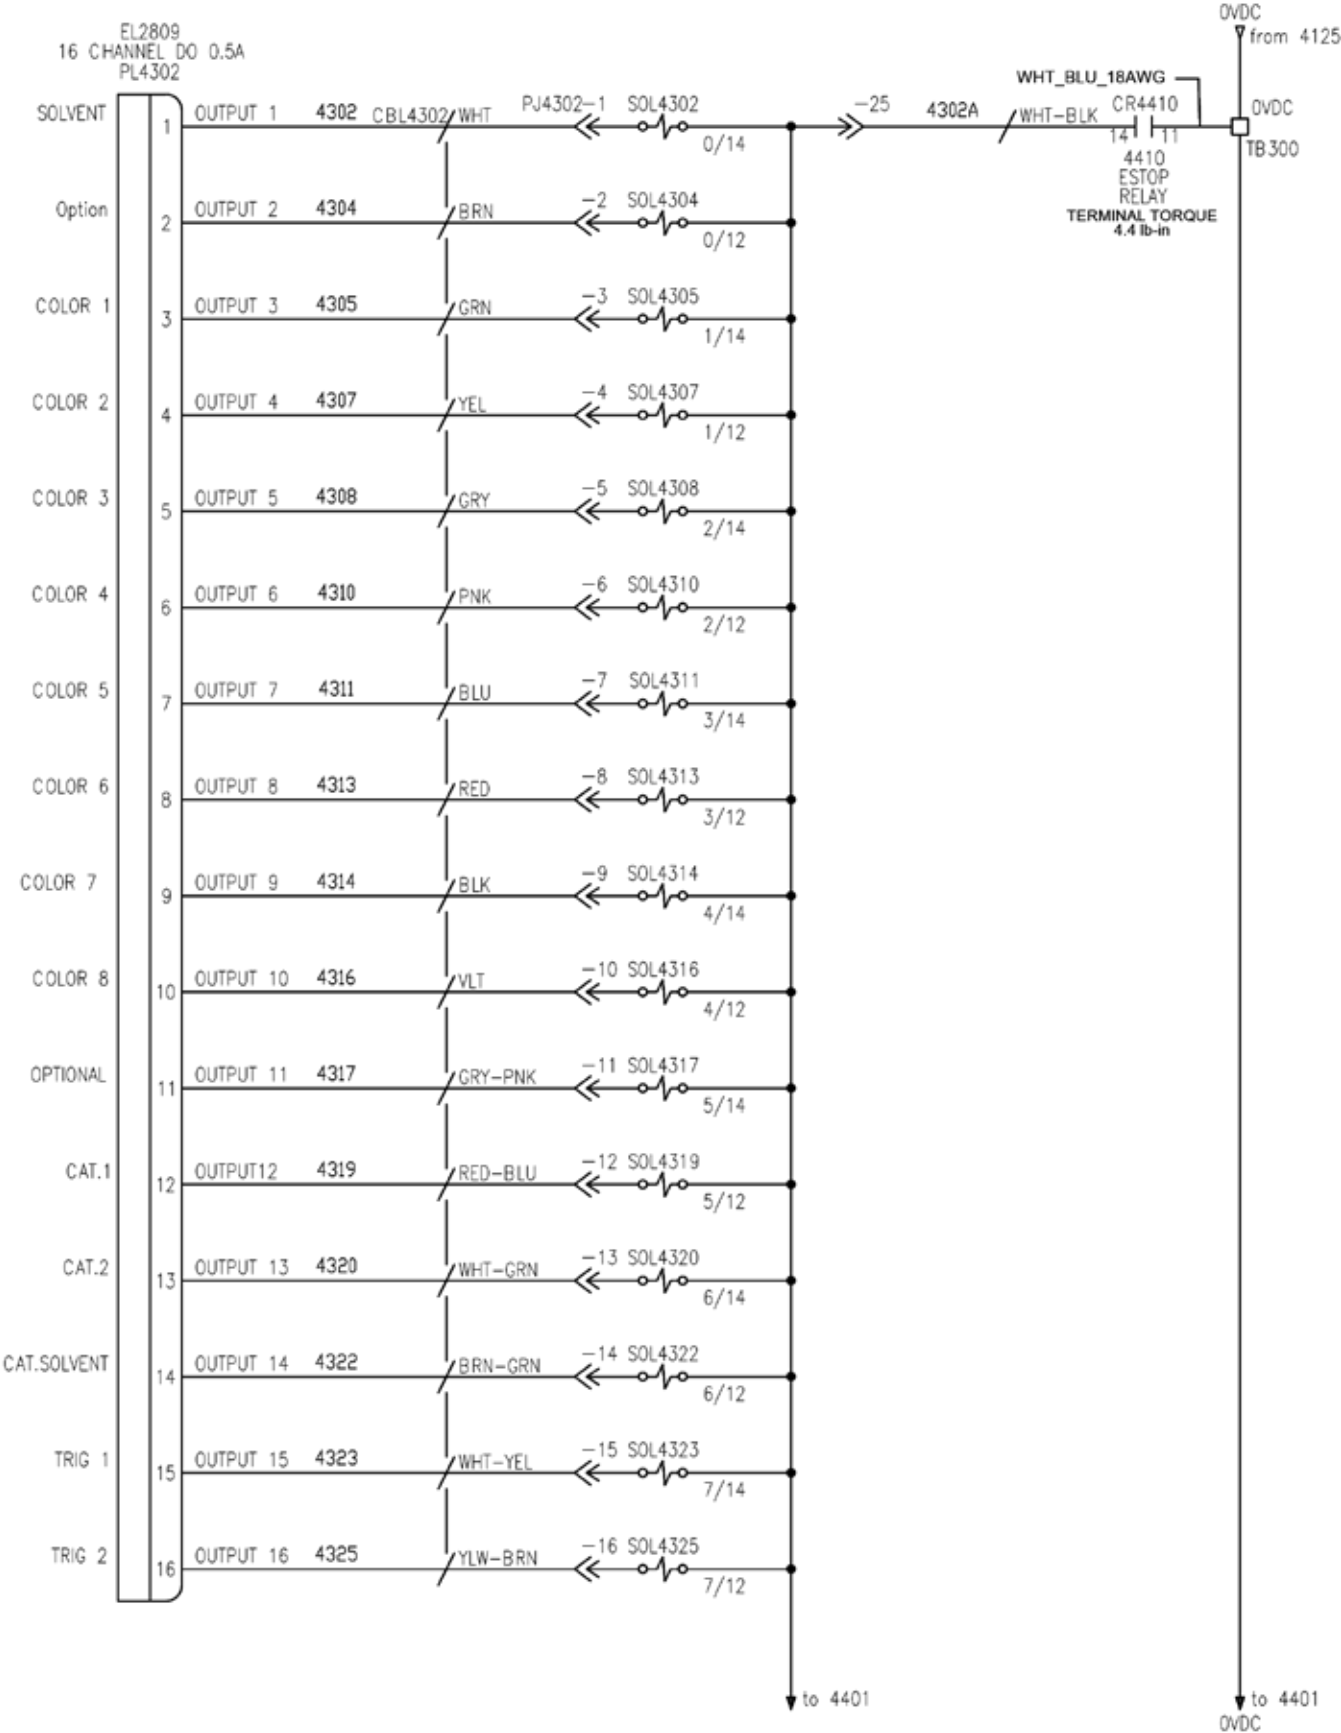 0VDC
from 4125
EL2809
16 CHANNEL DO 0.5A
PL4302
WHT_BLU_18AWG
SOLVENT 1 OUTPUT 1 4302 CBL4302 WHT PJ4302-1 SOL4302 -25 4302A WHT-BLK CR4410 0VDC
0/14 14 11 TB300
4410
ESTOP
RELAY
TERMINAL TORQUE
4.4 lb-in
Option 2 OUTPUT 2 4304 BRN -2 SOL4304
0/12
COLOR 1 3 OUTPUT 3 4305 GRN -3 SOL4305
1/14
COLOR 2 4 OUTPUT 4 4307 YEL -4 SOL4307
1/12
COLOR 3 5 OUTPUT 5 4308 GRY -5 SOL4308
2/14
COLOR 4 6 OUTPUT 6 4310 PNK -6 SOL4310
2/12
COLOR 5 7 OUTPUT 7 4311 BLU -7 SOL4311
3/14
COLOR 6 8 OUTPUT 8 4313 RED -8 SOL4313
3/12
COLOR 7 9 OUTPUT 9 4314 BLK -9 SOL4314
4/14
COLOR 8 10 OUTPUT 10 4316 VLT -10 SOL4316
4/12
OPTIONAL 11 OUTPUT 11 4317 GRY-PNK -11 SOL4317
5/14
CAT.1 12 OUTPUT12 4319 RED-BLU -12 SOL4319
5/12
CAT.2 13 OUTPUT 13 4320 WHT-GRN -13 SOL4320
6/14
CAT.SOLVENT 14 OUTPUT 14 4322 BRN-GRN -14 SOL4322
6/12
TRIG 1 15 OUTPUT 15 4323 WHT-YEL -15 SOL4323
7/14
TRIG 2 16 OUTPUT 16 4325 YLW-BRN -16 SOL4325
7/12
to 4401
to 4401
0VDC